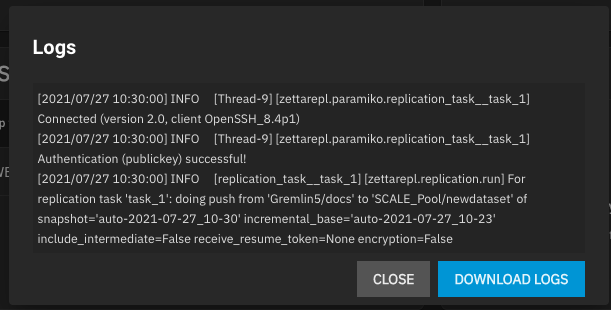 Logs
[2021/07/27 10:30:00] INFO [Thread-9] [zettarepl.paramiko.replication_task__task_1]
Connected (version 2.0, client OpenSSH_8.4p1)
[2021/07/27 10:30:00] INFO [Thread-9] [zettarepl.paramiko.replication_task__task_1]
Authentication (publickey) successful!
[2021/07/27 10:30:00] INFO [replication_task__task_1] [zettarepl.replication.run] For
replication task 'task_1': doing push from 'Gremlin5/docs' to 'SCALE_Pool/newdataset' of
snapshot='auto-2021-07-27_10-30' incremental_base='auto-2021-07-27_10-23'
include_intermediate=False receive_resume_token=None encryption=False
CLOSE
DOWNLOAD LOGS